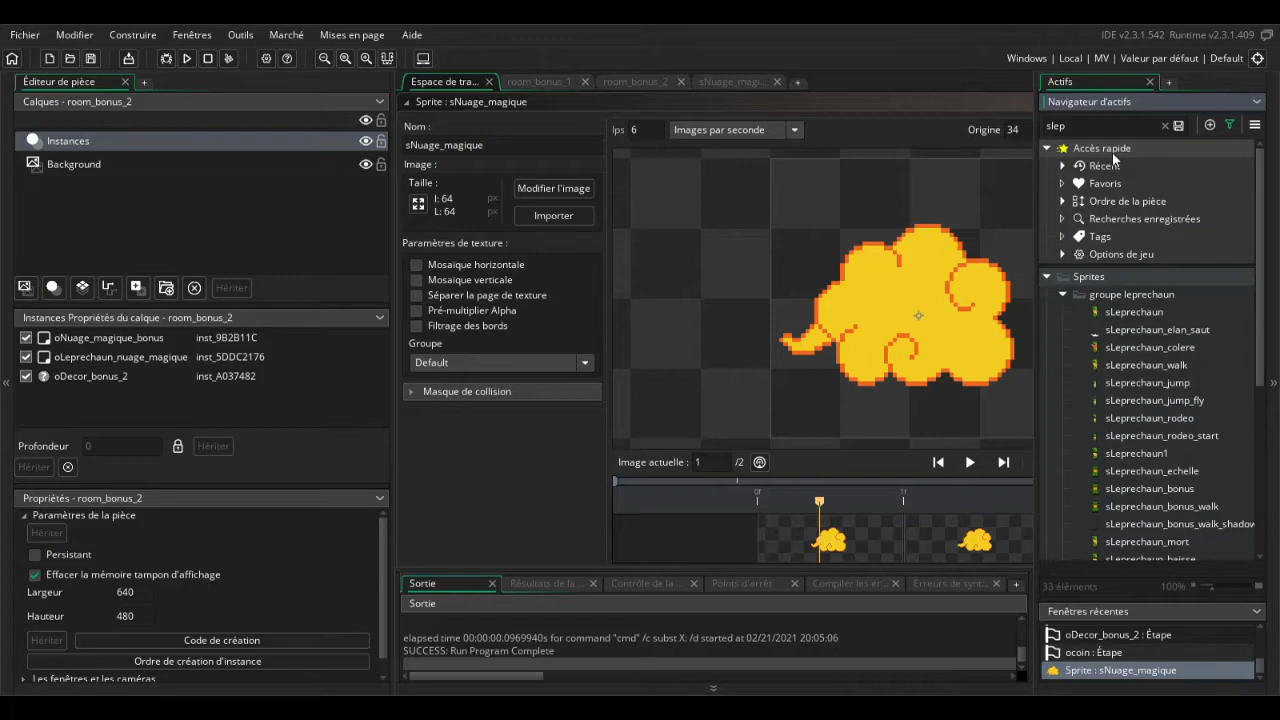 Fichier Modifier Construire Fenêtres Outils Marché Mises en page Aide
IDE v2.3.1.542 Runtime v2.3.1.409
Windows | Local | MV | Valeur par défaut | Default
Éditeur de pièce
Calques - room_bonus_2
Instances
Background
Hériter
Instances Propriétés du calque - room_bonus_2
oNuage_magique_bonus inst_9B2B11C
oLeprechaun_nuage_magique inst_5DDC2176
oDecor_bonus_2 inst_A037482
Profondeur 0 Hériter
Hériter
Propriétés - room_bonus_2
Paramètres de la pièce
Hériter
Persistant
Effacer la mémoire tampon d'affichage
Largeur 640
Hauteur 480
Hériter Code de création
Ordre de création d'instance
Les fenêtres et les caméras
Espace de tra... room_bonus_1 room_bonus_2 sNuage_magi...
Sprite : sNuage_magique
Nom :
sNuage_magique
Image :
Taille :
l: 64 px
L: 64 px
Modifier l'image
Importer
Paramètres de texture :
Mosaïque horizontale
Mosaïque verticale
Séparer la page de texture
Pré-multiplier Alpha
Filtrage des bords
Groupe
Default
Masque de collision
Ips 6 Images par seconde Origine 34
Image actuelle : 1 /2
0f 1f
Sortie Résultats de la ... Contrôle de la ... Points d'arrêt Compiler les er... Erreurs de synt...
Sortie
elapsed time 00:00:00.0969940s for command "cmd" /c subst X: /d started at 02/21/2021 20:05:06
SUCCESS: Run Program Complete
Actifs
Navigateur d'actifs
slep
Accès rapide
Récent
Favoris
Ordre de la pièce
Recherches enregistrées
Tags
Options de jeu
Sprites
groupe leprechaun
sLeprechaun
sLeprechaun_elan_saut
sLeprechaun_colere
sLeprechaun_walk
sLeprechaun_jump
sLeprechaun_jump_fly
sLeprechaun_rodeo
sLeprechaun_rodeo_start
sLeprechaun1
sLeprechaun_echelle
sLeprechaun_bonus
sLeprechaun_bonus_walk
sLeprechaun_bonus_walk_shadow
sLeprechaun_mort
sLeprechaun_baisse
33 éléments 100%
Fenêtres récentes
oDecor_bonus_2 : Étape
ocoin : Étape
Sprite : sNuage_magique